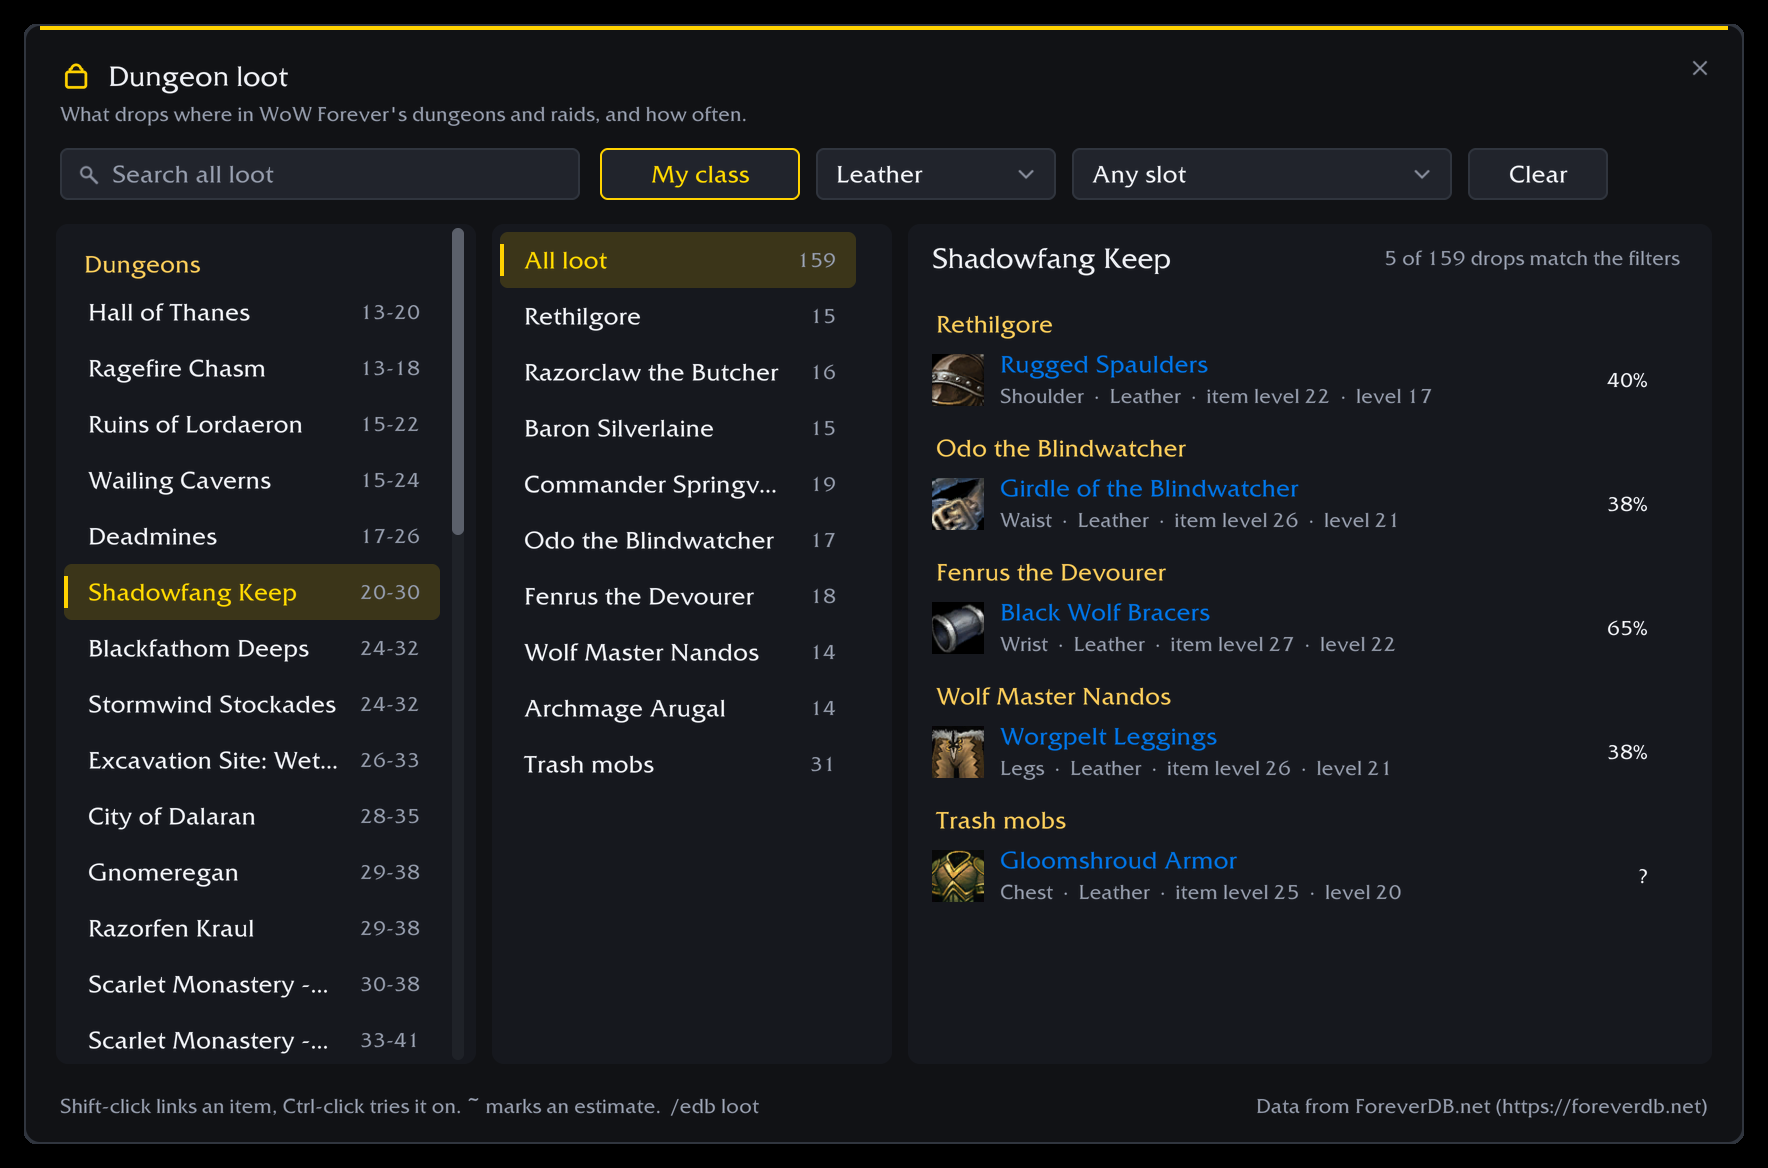 Dungeon loot
What drops where in WoW Forever's dungeons and raids, and how often.
Search all loot
My class
Leather
Any slot
Clear
Dungeons
Hall of Thanes 13-20
Ragefire Chasm 13-18
Ruins of Lordaeron 15-22
Wailing Caverns 15-24
Deadmines 17-26
Shadowfang Keep 20-30
Blackfathom Deeps 24-32
Stormwind Stockades 24-32
Excavation Site: Wet... 26-33
City of Dalaran 28-35
Gnomeregan 29-38
Razorfen Kraul 29-38
Scarlet Monastery -... 30-38
Scarlet Monastery -... 33-41
All loot 159
Rethilgore 15
Razorclaw the Butcher 16
Baron Silverlaine 15
Commander Springv... 19
Odo the Blindwatcher 17
Fenrus the Devourer 18
Wolf Master Nandos 14
Archmage Arugal 14
Trash mobs 31
Shadowfang Keep 5 of 159 drops match the filters
Rethilgore
Rugged Spaulders
Shoulder · Leather · item level 22 · level 17
40%
Odo the Blindwatcher
Girdle of the Blindwatcher
Waist · Leather · item level 26 · level 21
38%
Fenrus the Devourer
Black Wolf Bracers
Wrist · Leather · item level 27 · level 22
65%
Wolf Master Nandos
Worgpelt Leggings
Legs · Leather · item level 26 · level 21
38%
Trash mobs
Gloomshroud Armor
Chest · Leather · item level 25 · level 20
?
Shift-click links an item, Ctrl-click tries it on. ~ marks an estimate. /edb loot
Data from ForeverDB.net (https://foreverdb.net)